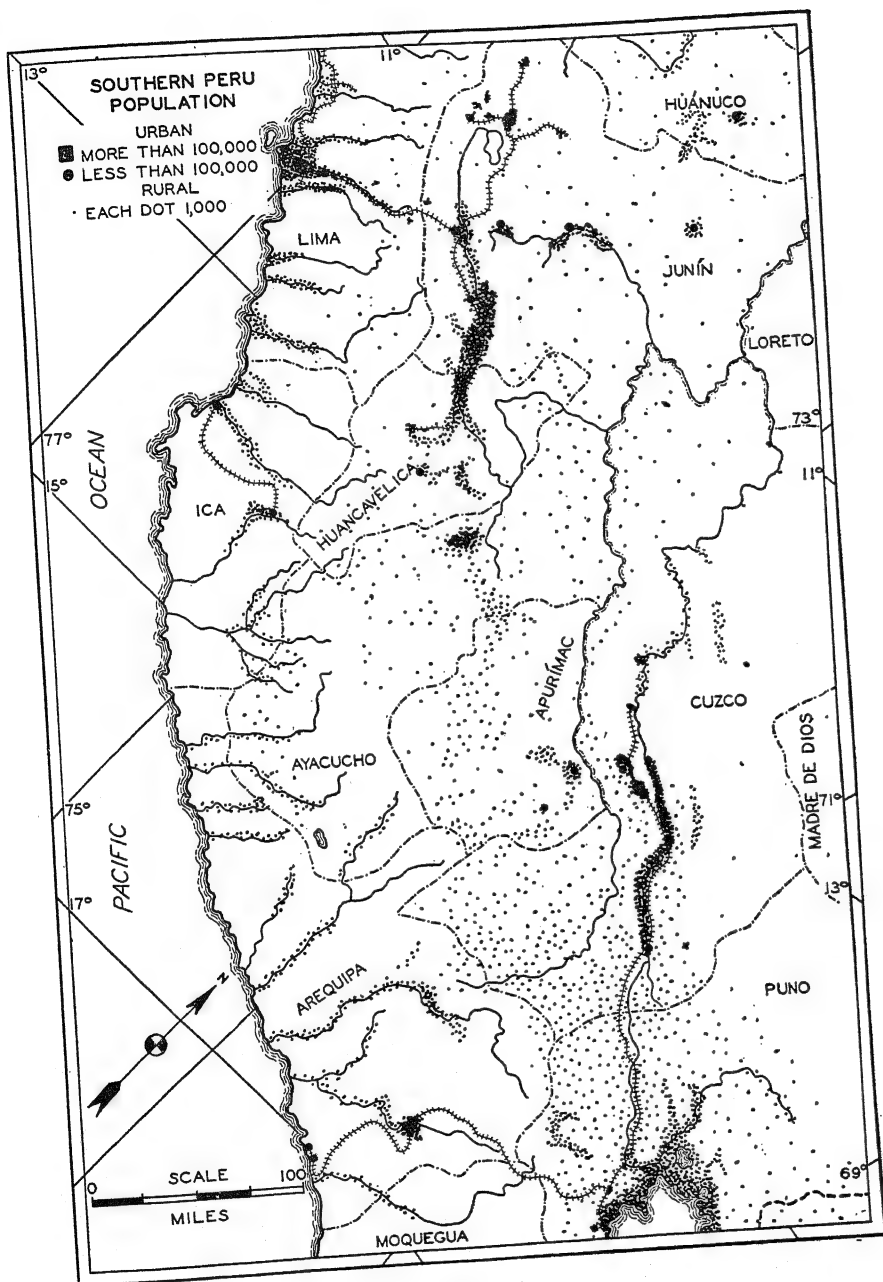 13°
11°
SOUTHERN PERU
POPULATION
URBAN
MORE THAN 100,000
LESS THAN 100,000
RURAL
EACH DOT 1,000
HUÁNUCO
LIMA
JUNÍN
LORETO
77°
73°
15°
OCEAN
11°
ICA
HUANCAVELICA
APURÍMAC
CUZCO
MADRE DE DIOS
AYACUCHO
75°
71°
PACIFIC
17°
13°
N
AREQUIPA
PUNO
SCALE
0 100
MILES
69°
MOQUEGUA